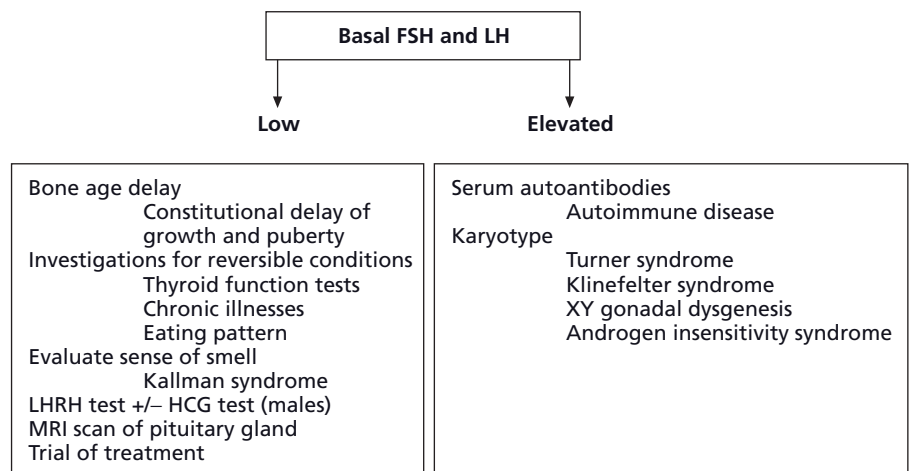 Basal FSH and LH
Low
Elevated
Bone age delay
Constitutional delay of
growth and puberty
Investigations for reversible conditions
Thyroid function tests
Chronic illnesses
Eating pattern
Evaluate sense of smell
Kallman syndrome
LHRH test +/– HCG test (males)
MRI scan of pituitary gland
Trial of treatment
Serum autoantibodies
Autoimmune disease
Karyotype
Turner syndrome
Klinefelter syndrome
XY gonadal dysgenesis
Androgen insensitivity syndrome